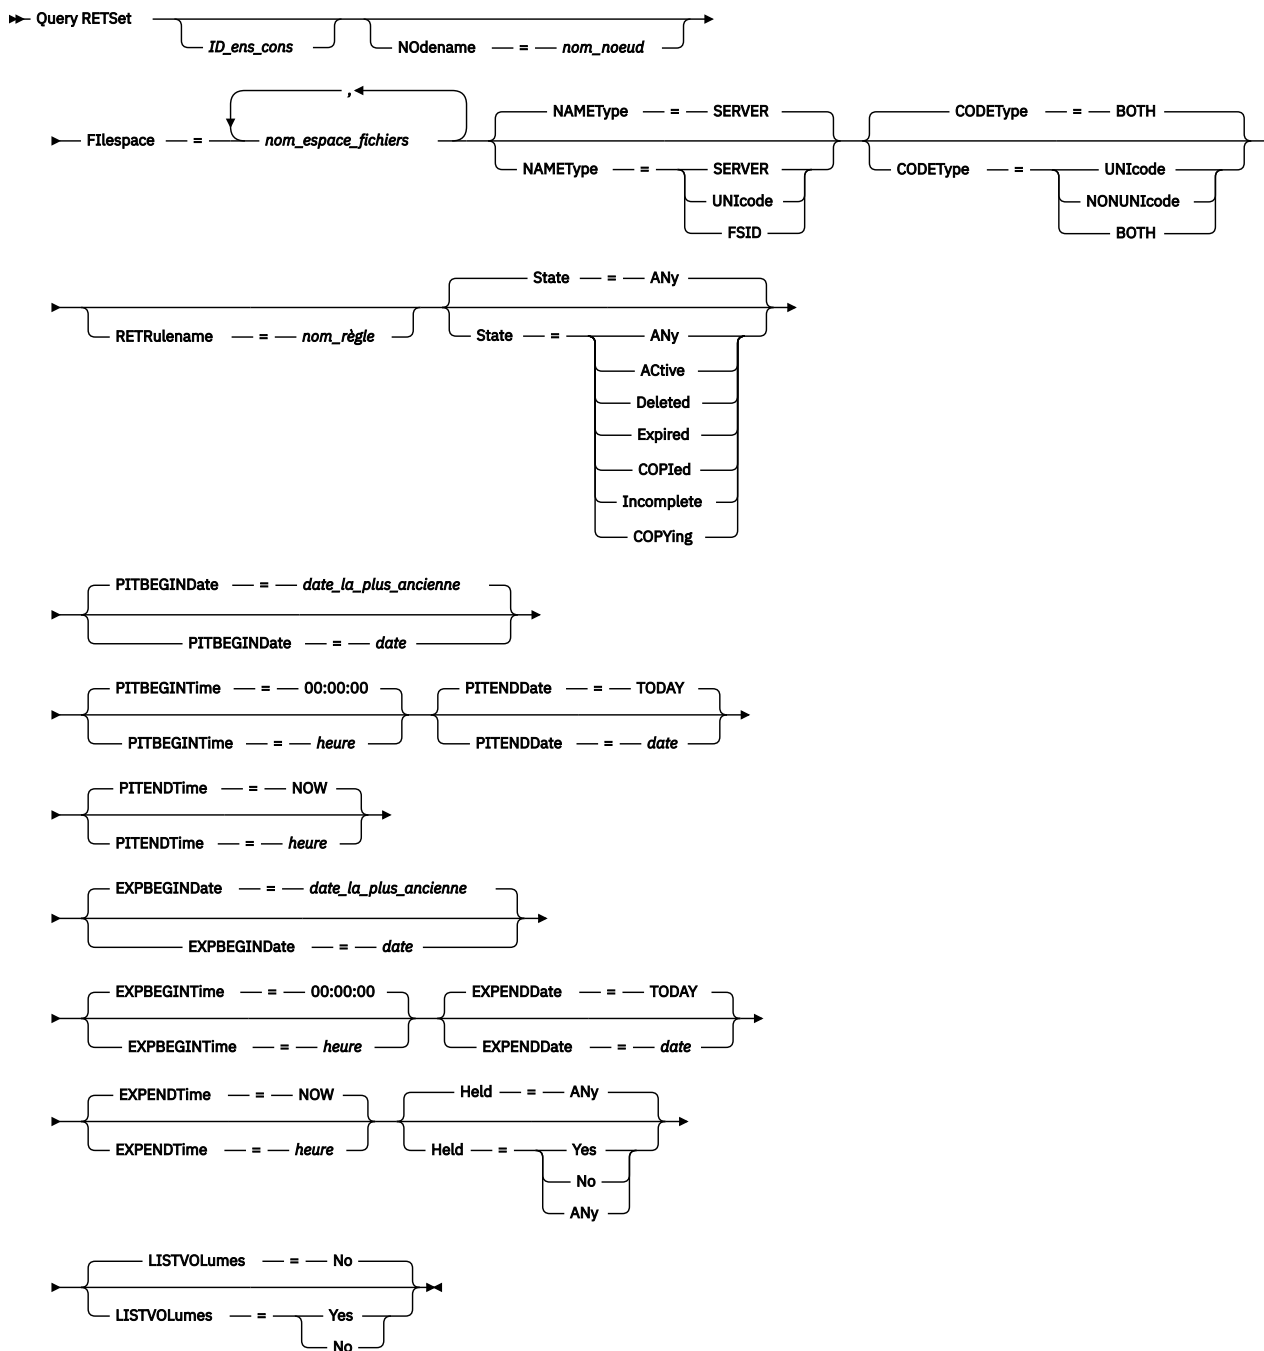 Query RETSet
ID_ens_cons
NOdename = nom_noeud
,
FIlespace = nom_espace_fichiers
NAMEType = SERVER
NAMEType = SERVER
UNIcode
FSID
CODEType = BOTH
CODEType = UNIcode
NONUNIcode
BOTH
RETRulename = nom_règle
State = ANy
State = ANy
ACtive
Deleted
Expired
COPIed
Incomplete
COPYing
PITBEGINDate = date_la_plus_ancienne
PITBEGINDate = date
PITBEGINTime = 00:00:00
PITBEGINTime = heure
PITENDDate = TODAY
PITENDDate = date
PITENDTime = NOW
PITENDTime = heure
EXPBEGINDate = date_la_plus_ancienne
EXPBEGINDate = date
EXPBEGINTime = 00:00:00
EXPBEGINTime = heure
EXPENDDate = TODAY
EXPENDDate = date
EXPENDTime = NOW
EXPENDTime = heure
Held = ANy
Held = Yes
No
ANy
LISTVOLumes = No
LISTVOLumes = Yes
No